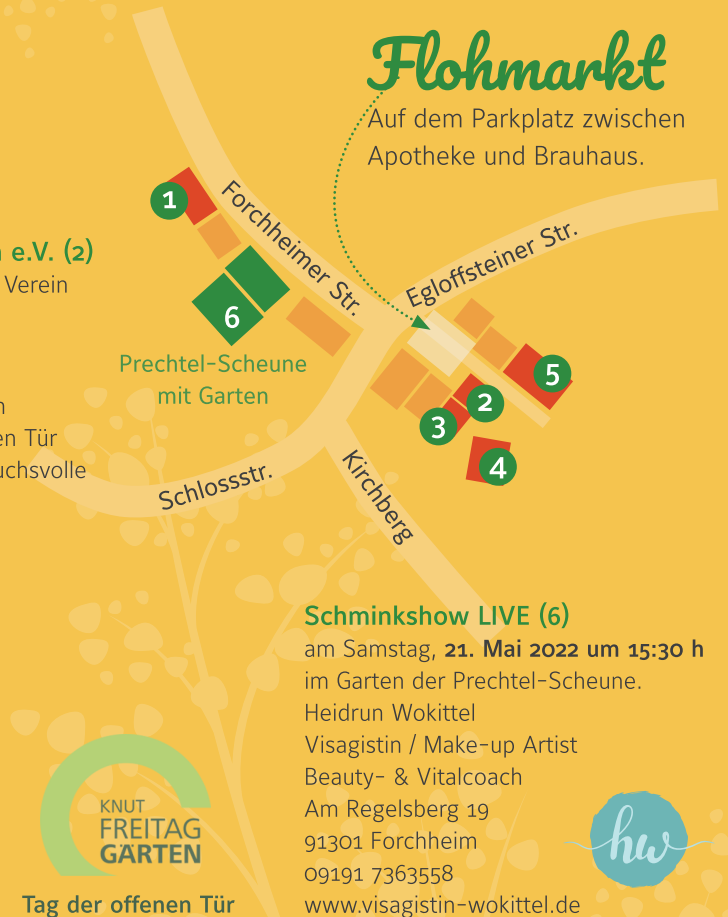 Flohmarkt
Auf dem Parkplatz zwischen
Apotheke und Brauhaus.
1
Forchheimer Str.
Egloffsteiner Str.
e.V. (2)
Verein
6
Prechtel-Scheune
mit Garten
5
2
3
4
en Tür
uchsvolle
Schlossstr.
Kirchberg
Schminkshow LIVE (6)
am Samstag, 21. Mai 2022 um 15:30 h
im Garten der Prechtel-Scheune.
Heidrun Wokittel
Visagistin / Make-up Artist
Beauty- & Vitalcoach
Am Regelsberg 19
91301 Forchheim
09191 7363558
www.visagistin-wokittel.de
hw
KNUT
FREITAG
GÄRTEN
Tag der offenen Tür